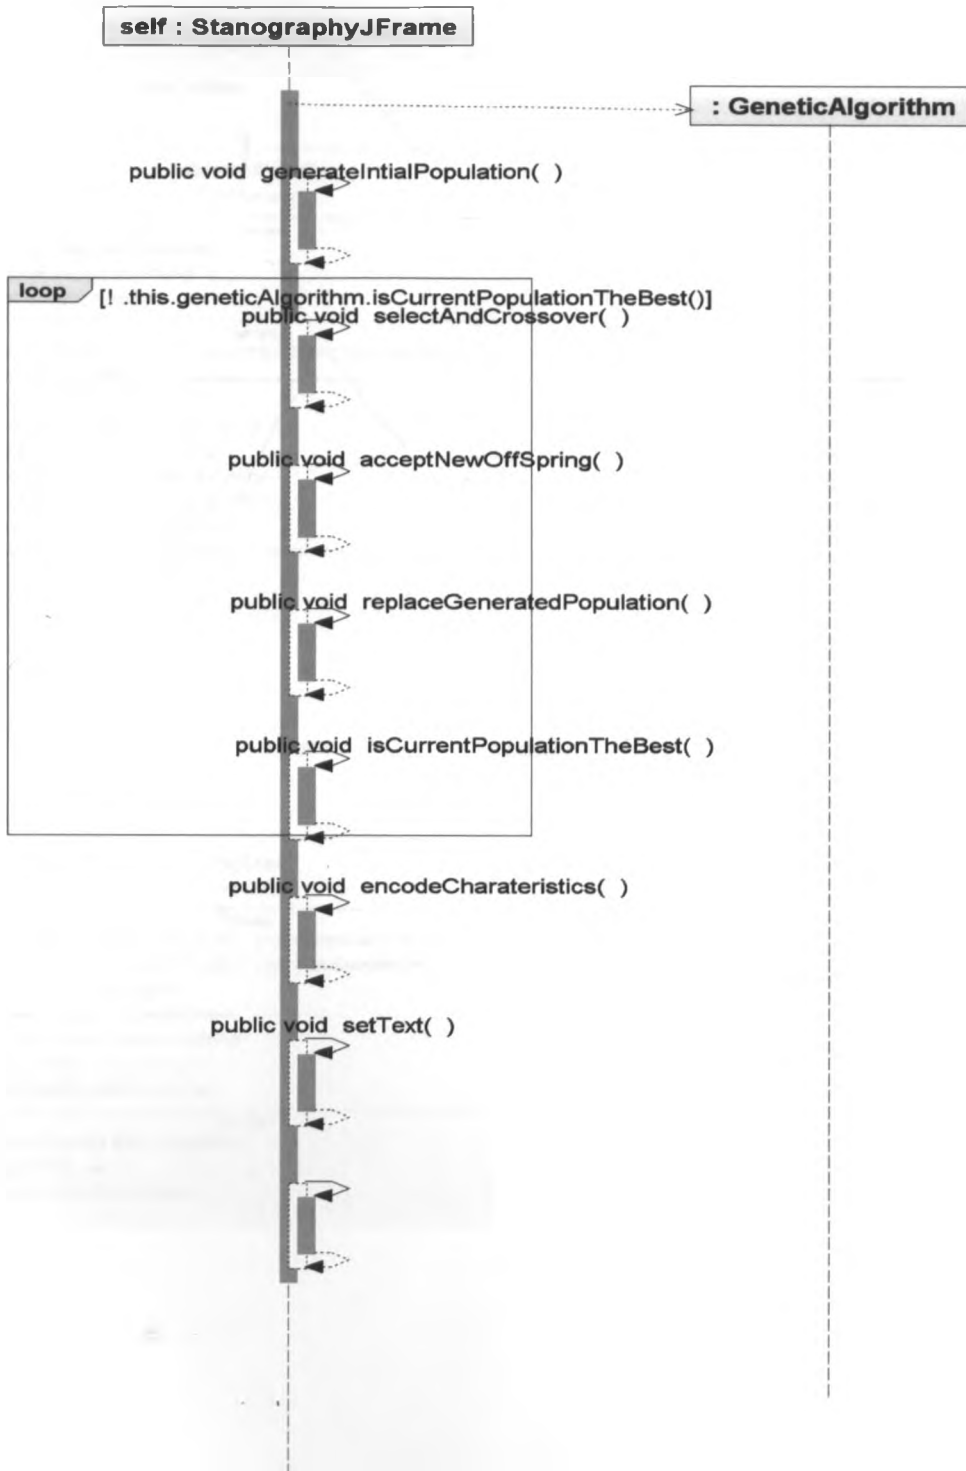 self : StanographyJFrame
: GeneticAlgorithm
public void generateIntialPopulation( )
loop
[! .this.geneticAlgorithm.isCurrentPopulationTheBest()]
public void selectAndCrossover( )
public void acceptNewOffSpring( )
public void replaceGeneratedPopulation( )
public void isCurrentPopulationTheBest( )
public void encodeCharateristics( )
public void setText( )